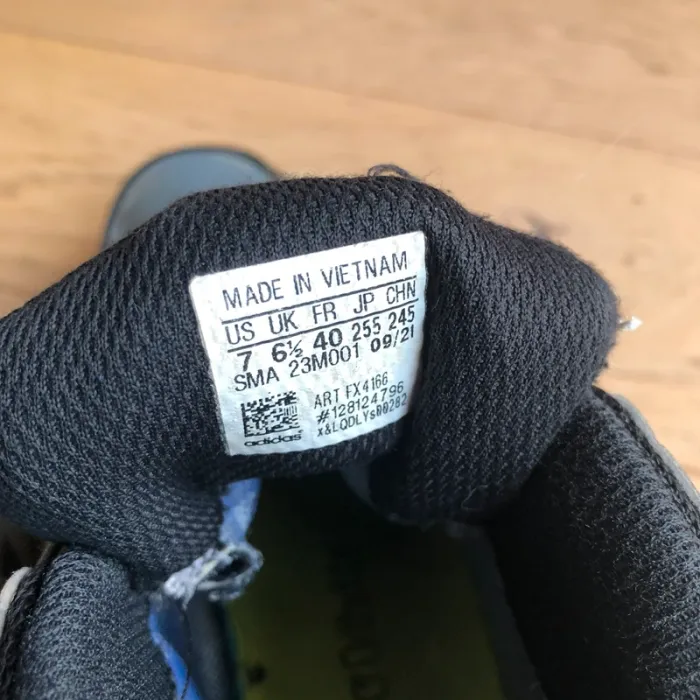 MADE IN VIETNAM
US UK FR JP CHN
7 6½ 40 255 245
SMA 23M001 09/21
ART FX4166
#128124796
x&LQDLYs00282
adidas